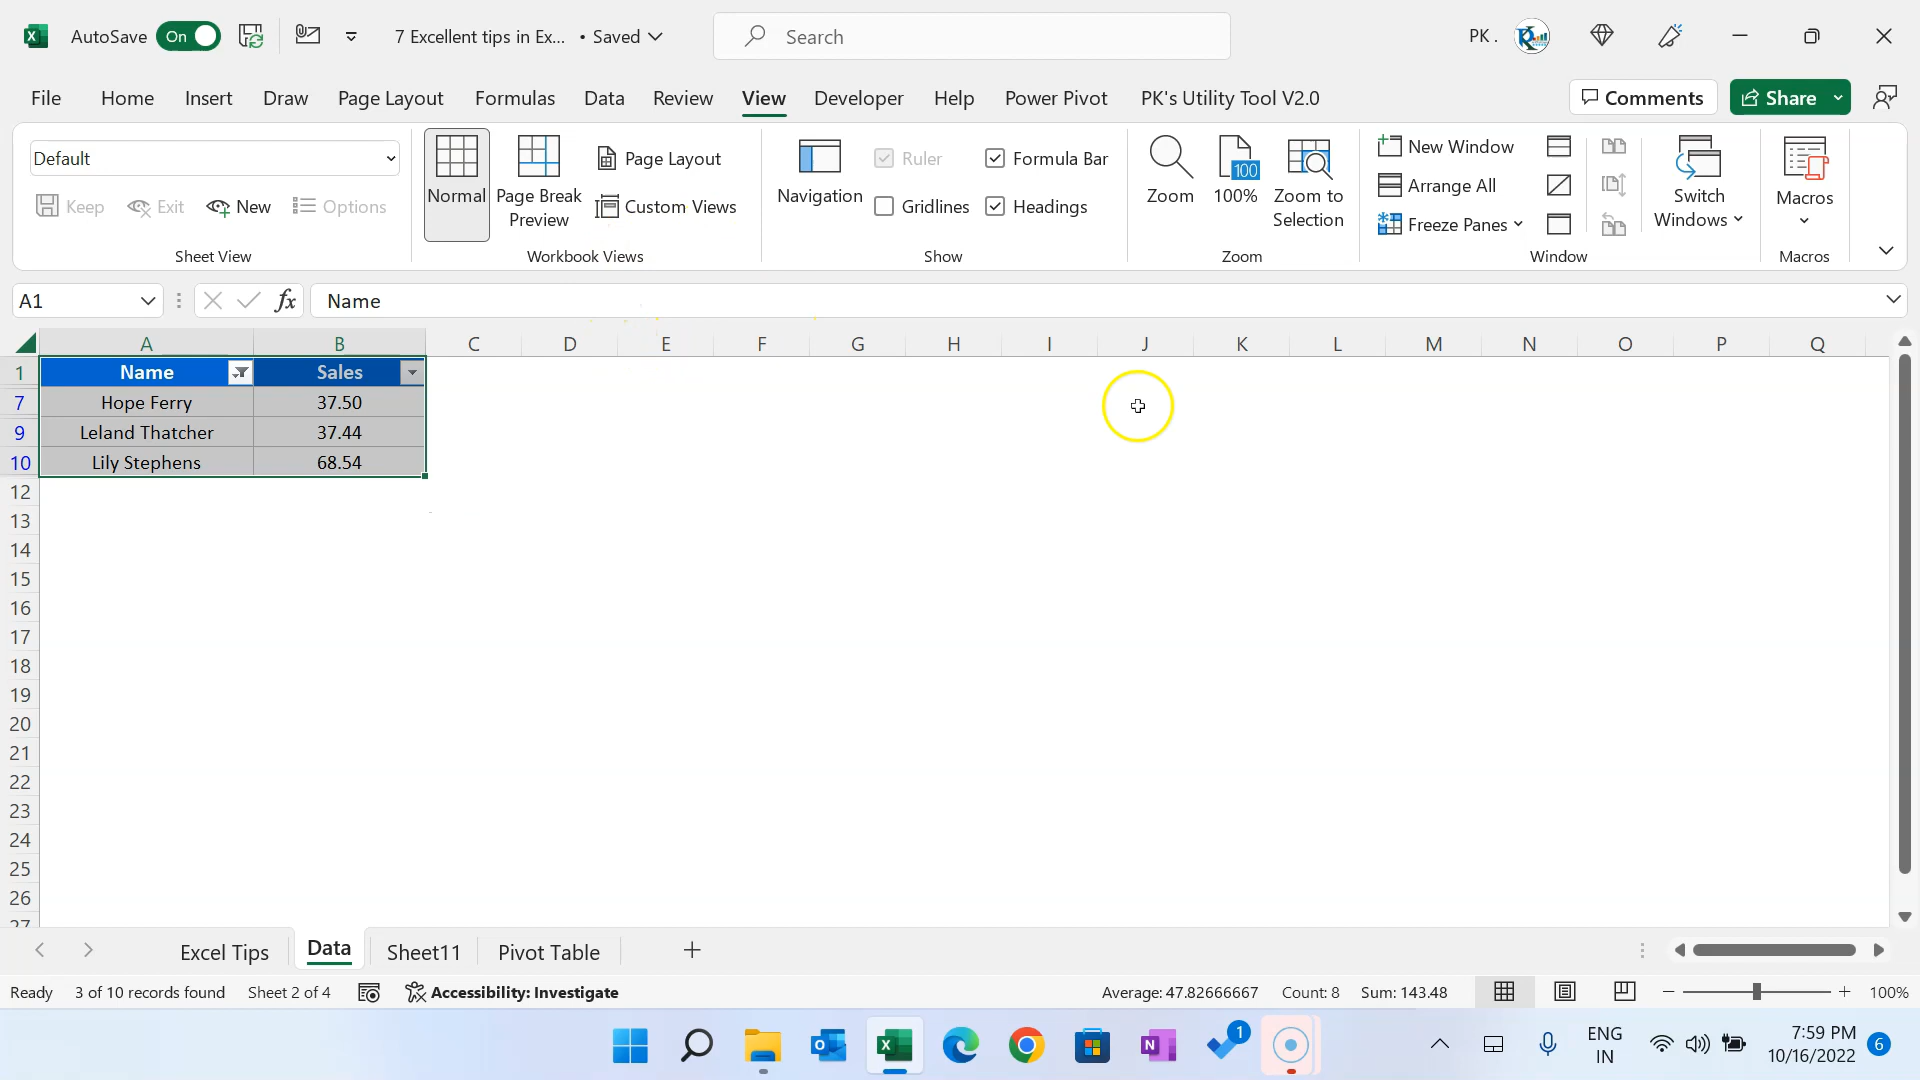 AutoSave On 7 Excellent tips in Ex... • Saved Search PK .
File Home Insert Draw Page Layout Formulas Data Review View Developer Help Power Pivot PK's Utility Tool V2.0 Comments Share
Default
Keep Exit New Options
Sheet View
Normal
Page Break
Preview
Page Layout
Custom Views
Workbook Views
Navigation
Ruler Formula Bar
Gridlines Headings
Show
Zoom
100
100%
Zoom to
Selection
Zoom
New Window
Arrange All
Freeze Panes
Switch
Windows
Window
Macros
Macros
A1 fx Name
A B C D E F G H I J K L M N O P Q
1 Name Sales
7 Hope Ferry 37.50
9 Leland Thatcher 37.44
10 Lily Stephens 68.54
12
13
14
15
16
17
18
19
20
21
22
23
24
25
26
27
Excel Tips Data Sheet11 Pivot Table
Ready 3 of 10 records found Sheet 2 of 4 Accessibility: Investigate Average: 47.82666667 Count: 8 Sum: 143.48 100%
1
ENG
IN
7:59 PM
10/16/2022
6